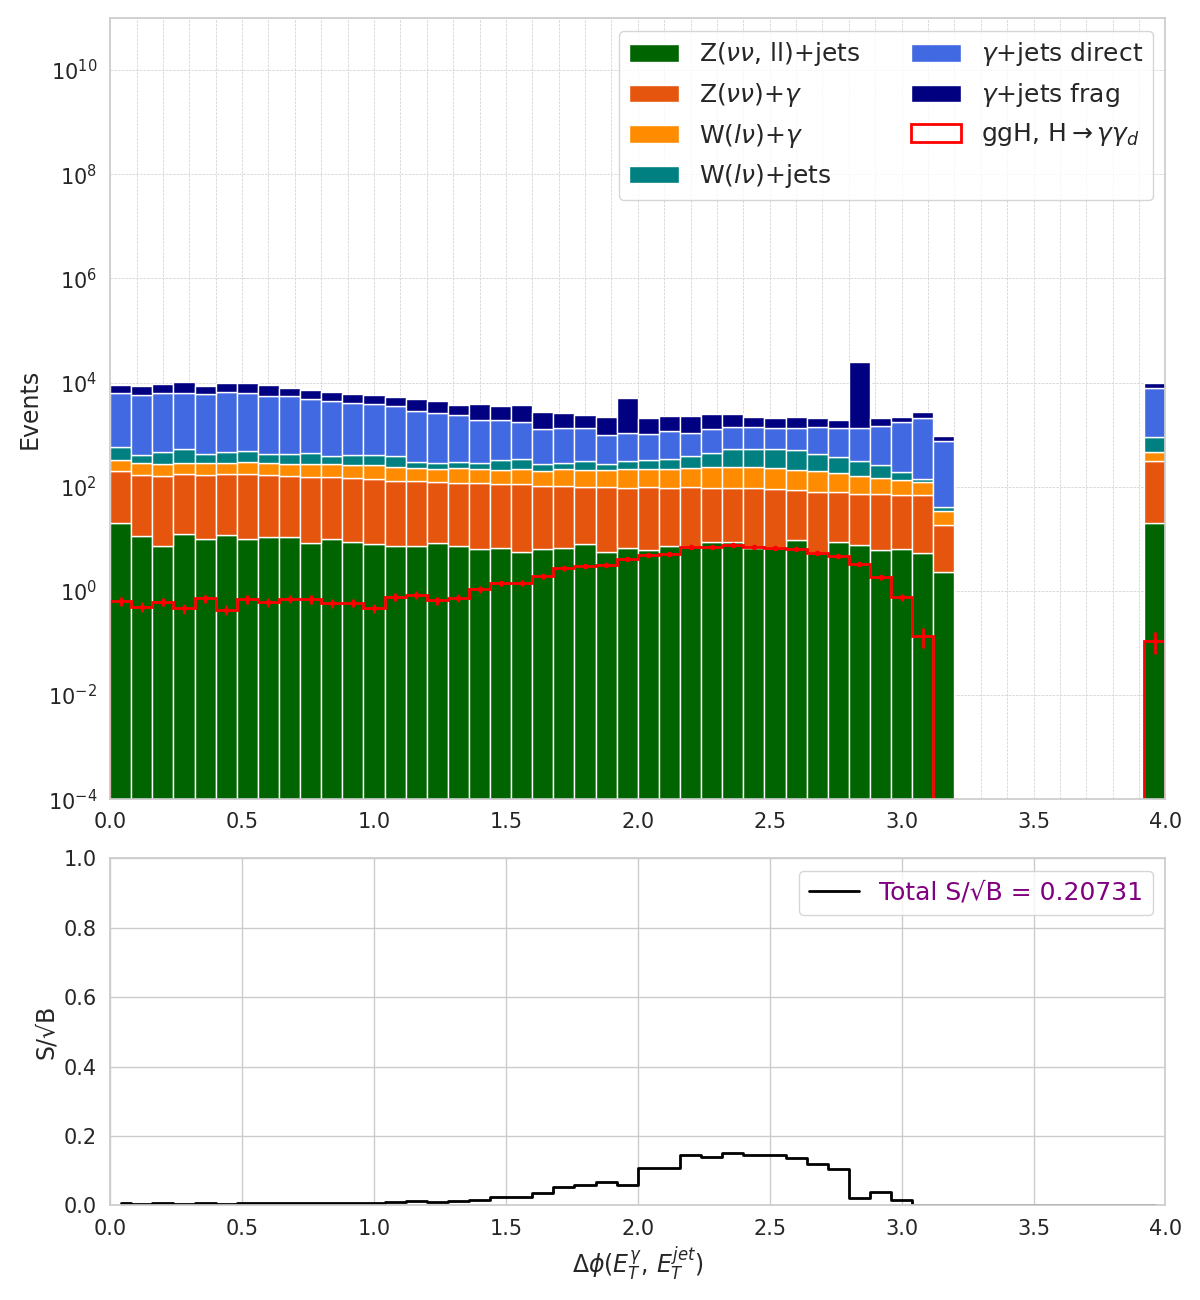 Z(νν, ll)+jets
Z(νν)+γ
W(lν)+γ
W(lν)+jets
γ+jets direct
γ+jets frag
ggH, H→γγ_d
Events
10^10
10^8
10^6
10^4
10^2
10^0
10^−2
10^−4
0.0 0.5 1.0 1.5 2.0 2.5 3.0 3.5 4.0
Total S/√B = 0.20731
S/√B
1.0
0.8
0.6
0.4
0.2
0.0
0.0 0.5 1.0 1.5 2.0 2.5 3.0 3.5 4.0
Δϕ(E_T^γ, E_T^jet)